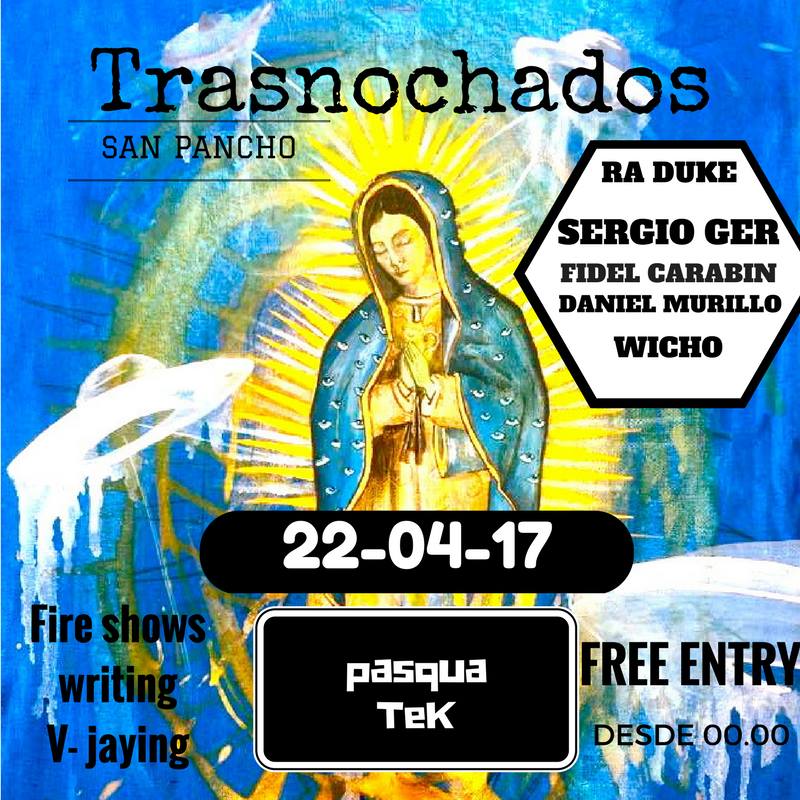 Trasnochados
SAN PANCHO
RA DUKE
SERGIO GER
FIDEL CARABIN
DANIEL MURILLO
WICHO
22-04-17
Fire shows
writing
V- jaying
pasqua
TeK
FREE ENTRY
DESDE 00.00